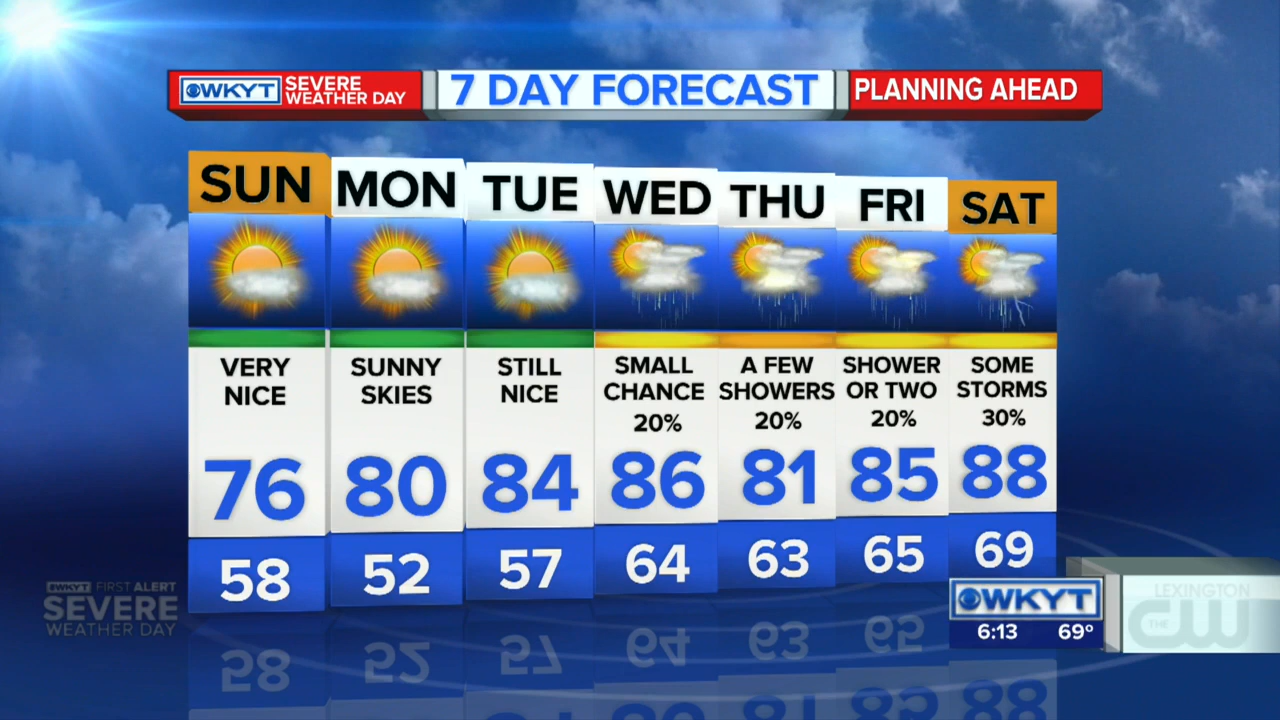 WKYT SEVERE WEATHER DAY
7 DAY FORECAST
PLANNING AHEAD
SUN MON TUE WED THU FRI SAT
VERY NICE
SUNNY SKIES
STILL NICE
SMALL CHANCE 20%
A FEW SHOWERS 20%
SHOWER OR TWO 20%
SOME STORMS 30%
76 80 84 86 81 85 88
58 52 57 64 63 65 69
WKYT FIRST ALERT
SEVERE
WEATHER DAY
WKYT
6:13 69°
LEXINGTON
THE CW